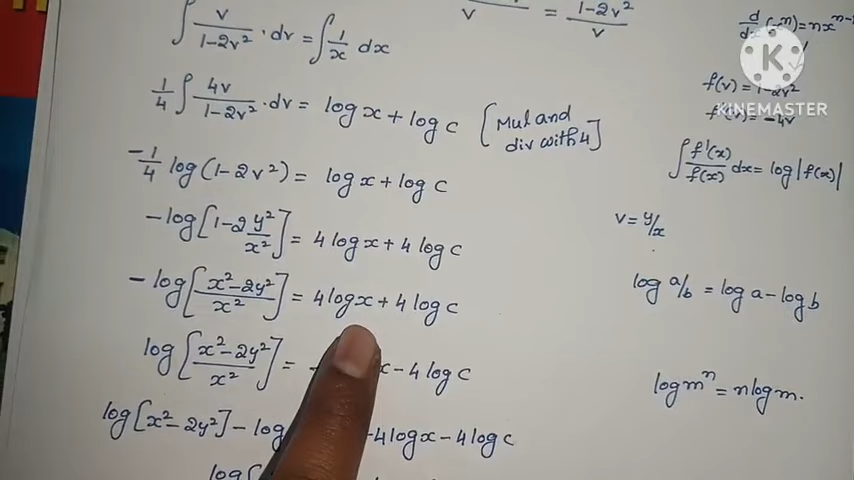 ∫ v/(1-2v²) · dv = ∫ 1/x dx
v = (1-2v²)/v
d/dx (xⁿ) = nxⁿ⁻
KINEMASTER
f(v) = 1-2v²
f'(v) = -4v
1/4 ∫ 4v/(1-2v²) · dv = log x + log c [Mul and div with 4]
∫ f'(x)/f(x) dx = log |f(x)|
-1/4 log (1-2v²) = log x + log c
v = y/x
-log [1-2 y²/x²] = 4 log x + 4 log c
-log [(x²-2y²)/x²] = 4 log x + 4 log c
log a/b = log a - log b
log [(x²-2y²)/x²] = - x - 4 log c
log mⁿ = n log m.
log [x²-2y²] - log -4 log x - 4 log c
log